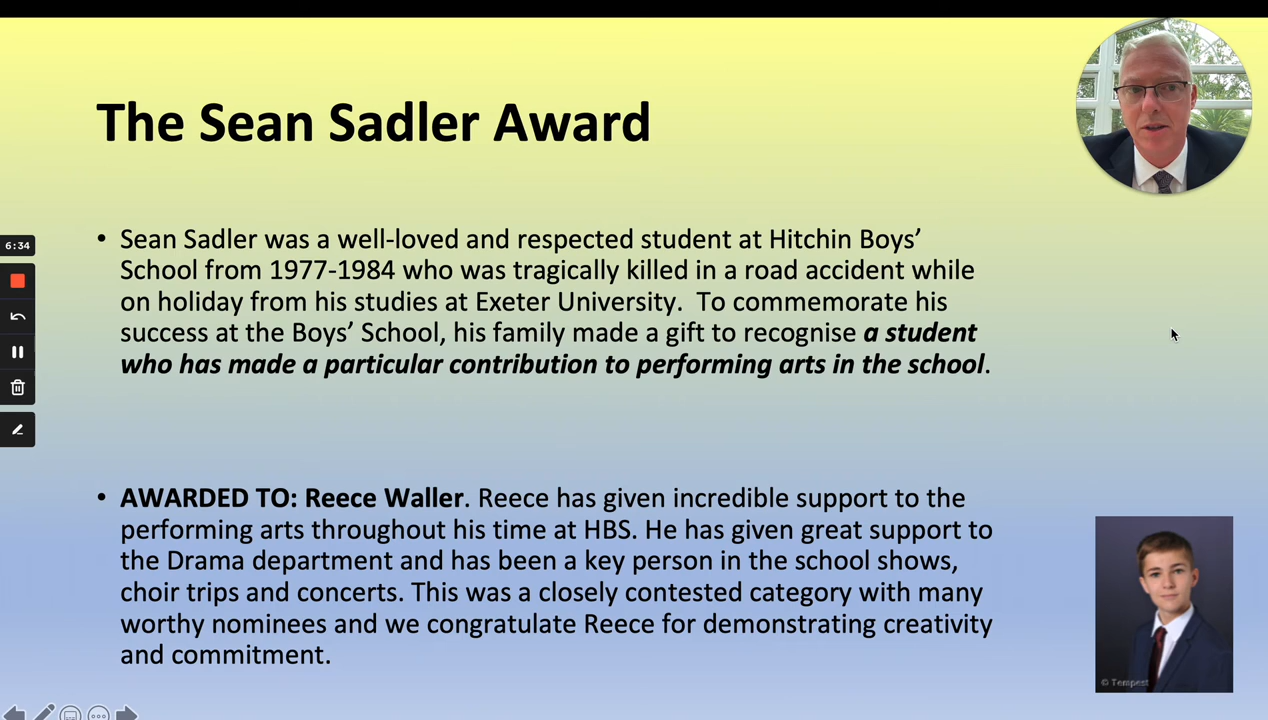 The Sean Sadler Award
• Sean Sadler was a well-loved and respected student at Hitchin Boys’
School from 1977-1984 who was tragically killed in a road accident while
on holiday from his studies at Exeter University.  To commemorate his
success at the Boys’ School, his family made a gift to recognise a student
who has made a particular contribution to performing arts in the school.
6:34
• AWARDED TO: Reece Waller. Reece has given incredible support to the
performing arts throughout his time at HBS. He has given great support to
the Drama department and has been a key person in the school shows,
choir trips and concerts. This was a closely contested category with many
worthy nominees and we congratulate Reece for demonstrating creativity
and commitment.
© Tempest